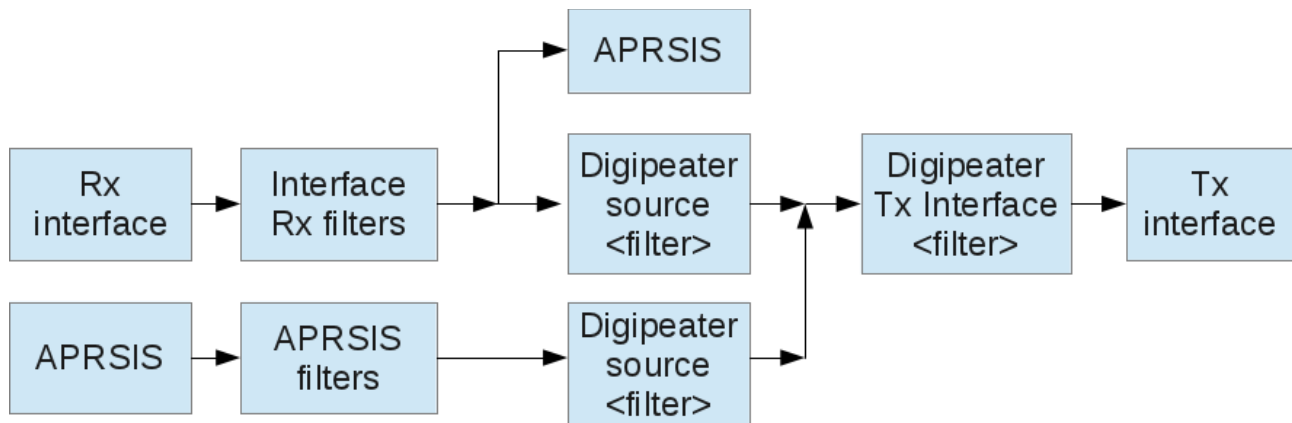 APRSIS
Rx
interface
Interface
Rx filters
Digipeater
source
<filter>
Digipeater
Tx Interface
<filter>
Tx
interface
APRSIS
APRSIS
filters
Digipeater
source
<filter>